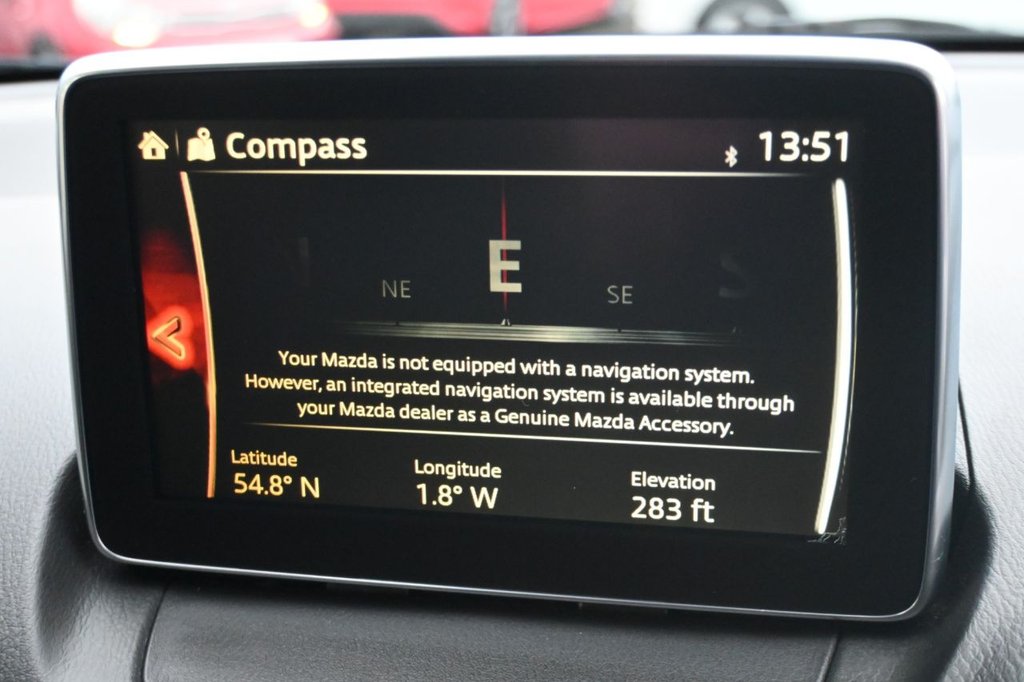 Compass
13:51
NE
E
SE
S
Your Mazda is not equipped with a navigation system.
However, an integrated navigation system is available through
your Mazda dealer as a Genuine Mazda Accessory.
Latitude
54.8° N
Longitude
1.8° W
Elevation
283 ft